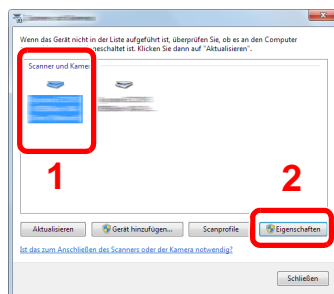 Wenn das Gerät nicht in der Liste aufgeführt ist, überprüfen Sie, ob es an den Computer
geschaltet ist. Klicken Sie dann auf "Aktualisieren".
Scanner und Kame
1
2
Aktualisieren
Gerät hinzufügen...
Scanprofile
Eigenschaften
Ist das zum Anschließen des Scanners oder der Kamera notwendig?
Schließen